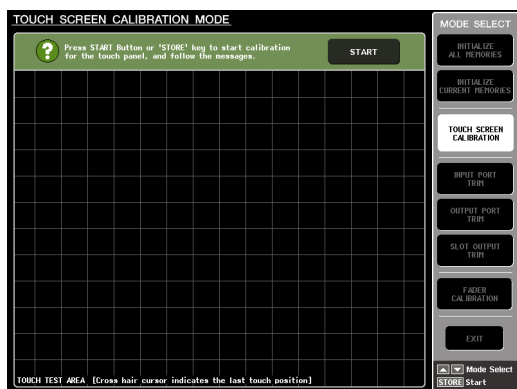 TOUCH SCREEN CALIBRATION MODE
Press START Button or 'STORE' key to start calibration
for the touch panel, and follow the messages.
START
TOUCH TEST AREA [Cross hair cursor indicates the last touch position]
MODE SELECT
INITIALIZE
ALL MEMORIES
INITIALIZE
CURRENT MEMORIES
TOUCH SCREEN
CALIBRATION
INPUT PORT
TRIM
OUTPUT PORT
TRIM
SLOT OUTPUT
TRIM
FADER
CALIBRATION
EXIT
Mode Select
STORE Start